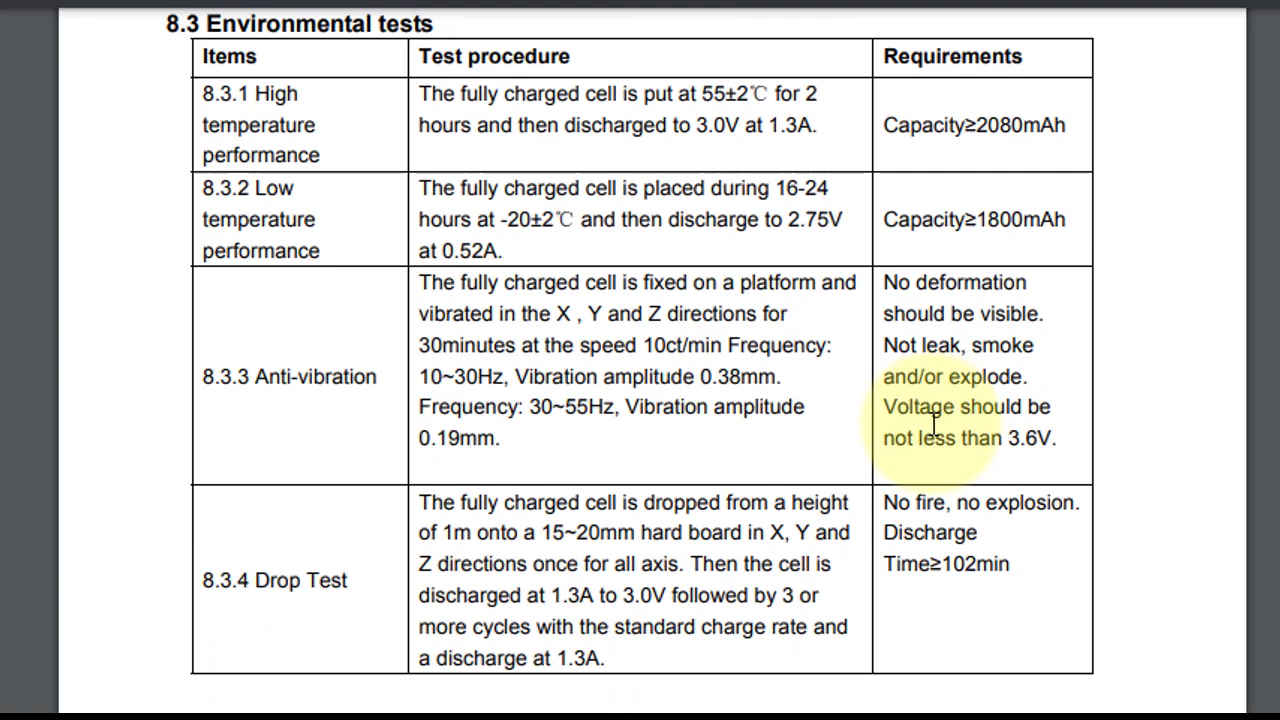 8.3 Environmental tests
Items
Test procedure
Requirements
8.3.1 High
temperature
performance
The fully charged cell is put at 55±2℃ for 2
hours and then discharged to 3.0V at 1.3A.
Capacity≥2080mAh
8.3.2 Low
temperature
performance
The fully charged cell is placed during 16-24
hours at -20±2℃ and then discharge to 2.75V
at 0.52A.
Capacity≥1800mAh
8.3.3 Anti-vibration
The fully charged cell is fixed on a platform and
vibrated in the X , Y and Z directions for
30minutes at the speed 10ct/min Frequency:
10~30Hz, Vibration amplitude 0.38mm.
Frequency: 30~55Hz, Vibration amplitude
0.19mm.
No deformation
should be visible.
Not leak, smoke
and/or explode.
Voltage should be
not less than 3.6V.
8.3.4 Drop Test
The fully charged cell is dropped from a height
of 1m onto a 15~20mm hard board in X, Y and
Z directions once for all axis. Then the cell is
discharged at 1.3A to 3.0V followed by 3 or
more cycles with the standard charge rate and
a discharge at 1.3A.
No fire, no explosion.
Discharge
Time≥102min